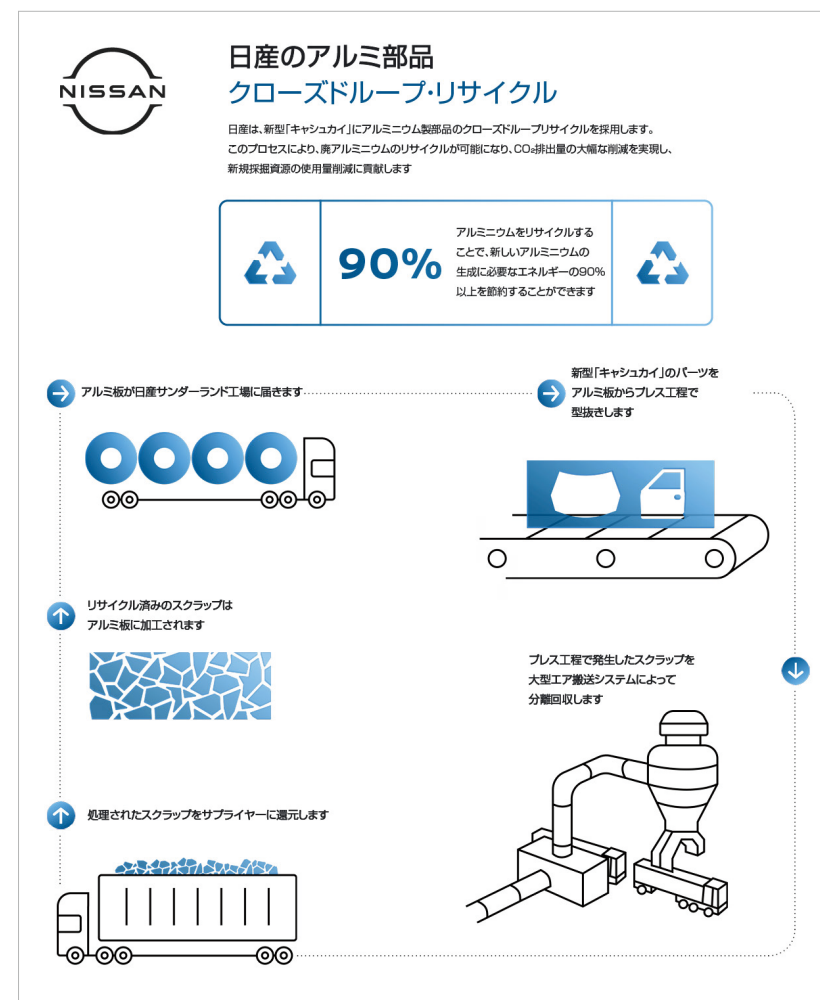 NISSAN
日産のアルミ部品
クローズドループ・リサイクル
日産は、新型「キャシュカイ」にアルミニウム製部品のクローズドループリサイクルを採用します。
このプロセスにより、廃アルミニウムのリサイクルが可能になり、CO₂排出量の大幅な削減を実現し、
新規採掘資源の使用量削減に貢献します
90%
アルミニウムをリサイクルする
ことで、新しいアルミニウムの
生成に必要なエネルギーの90%
以上を節約することができます
アルミ板が日産サンダーランド工場に届きます
新型「キャシュカイ」のパーツを
アルミ板からプレス工程で
型抜きします
リサイクル済みのスクラップは
アルミ板に加工されます
プレス工程で発生したスクラップを
大型エア搬送システムによって
分離回収します
処理されたスクラップをサプライヤーに還元します